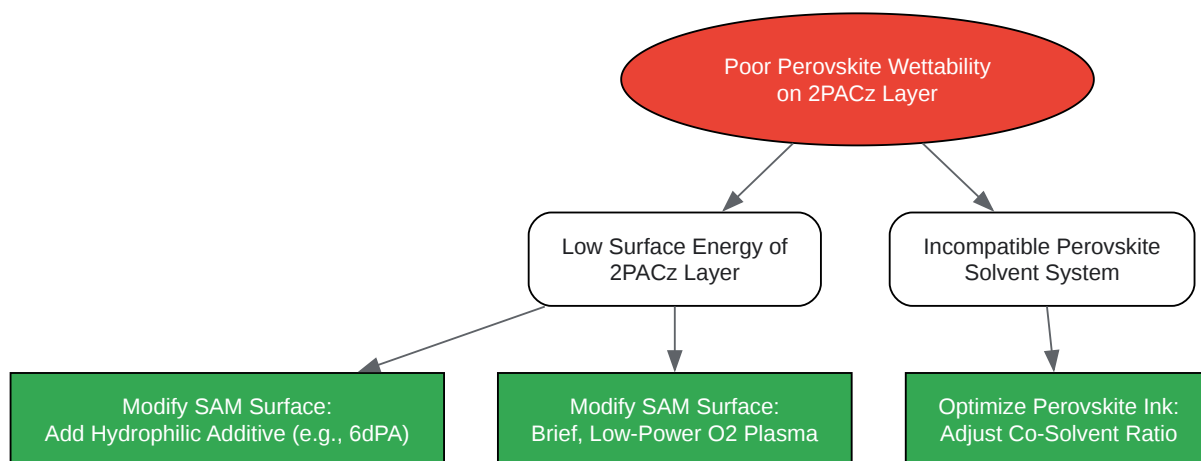 Poor Perovskite Wettability
on 2PACz Layer
Low Surface Energy of
2PACz Layer
Incompatible Perovskite
Solvent System
Modify SAM Surface:
Add Hydrophilic Additive (e.g., 6dPA)
Modify SAM Surface:
Brief, Low-Power O2 Plasma
Optimize Perovskite Ink:
Adjust Co-Solvent Ratio